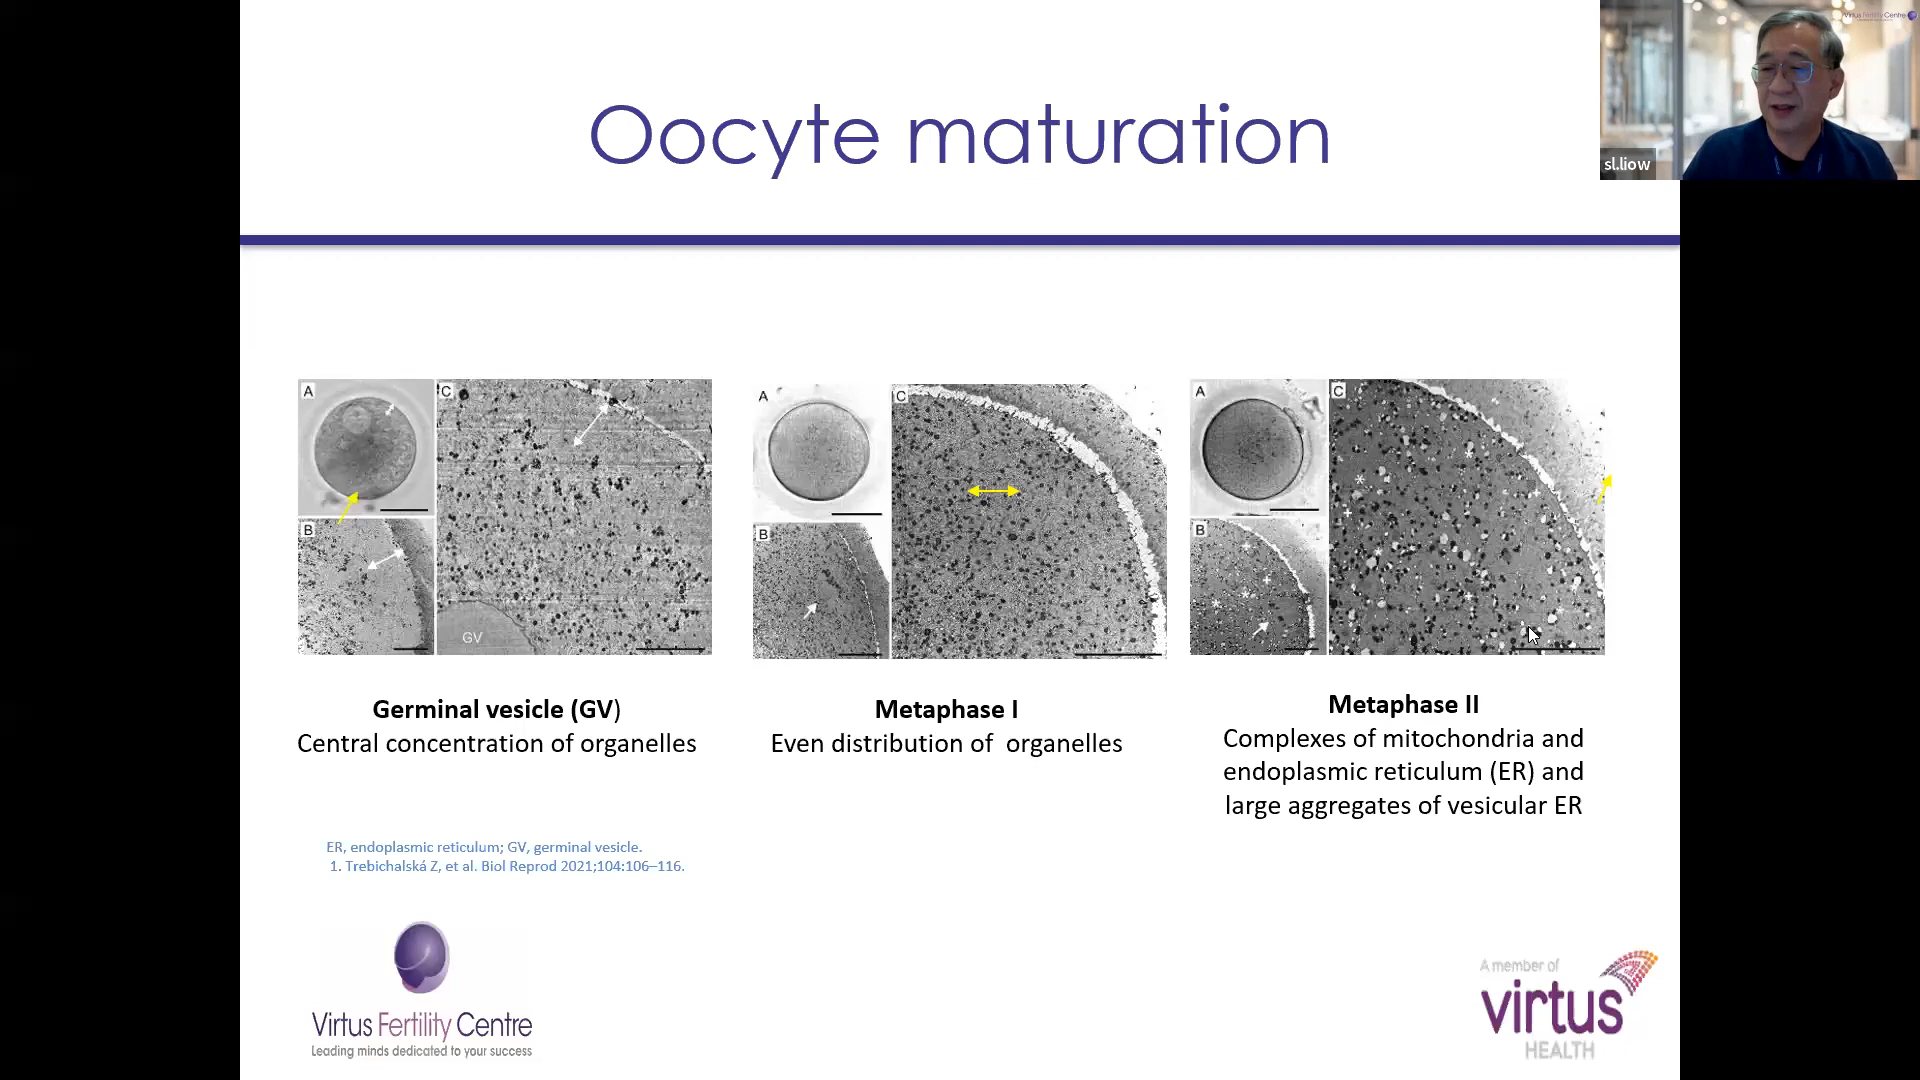 Virtus Fertility Centre
sl.liow
Oocyte maturation
A
C
B
GV
A
C
B
A
C
B
Germinal vesicle (GV)
Central concentration of organelles
Metaphase I
Even distribution of organelles
Metaphase II
Complexes of mitochondria and
endoplasmic reticulum (ER) and
large aggregates of vesicular ER
ER, endoplasmic reticulum; GV, germinal vesicle.
1. Trebichalská Z, et al. Biol Reprod 2021;104:106–116.
Virtus Fertility Centre
Leading minds dedicated to your success
A member of
virtus
HEALTH